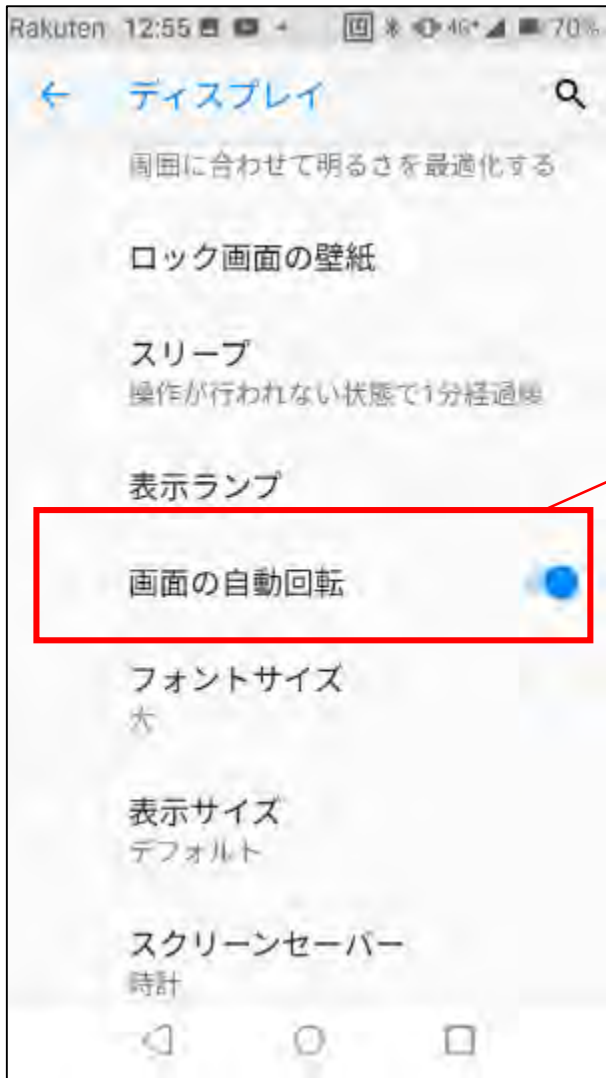 Rakuten 12:55 4G+ 70%
ディスプレイ
周囲に合わせて明るさを最適化する
ロック画面の壁紙
スリープ
操作が行われない状態で1分経過後
表示ランプ
画面の自動回転
フォントサイズ
大
表示サイズ
デフォルト
スクリーンセーバー
時計